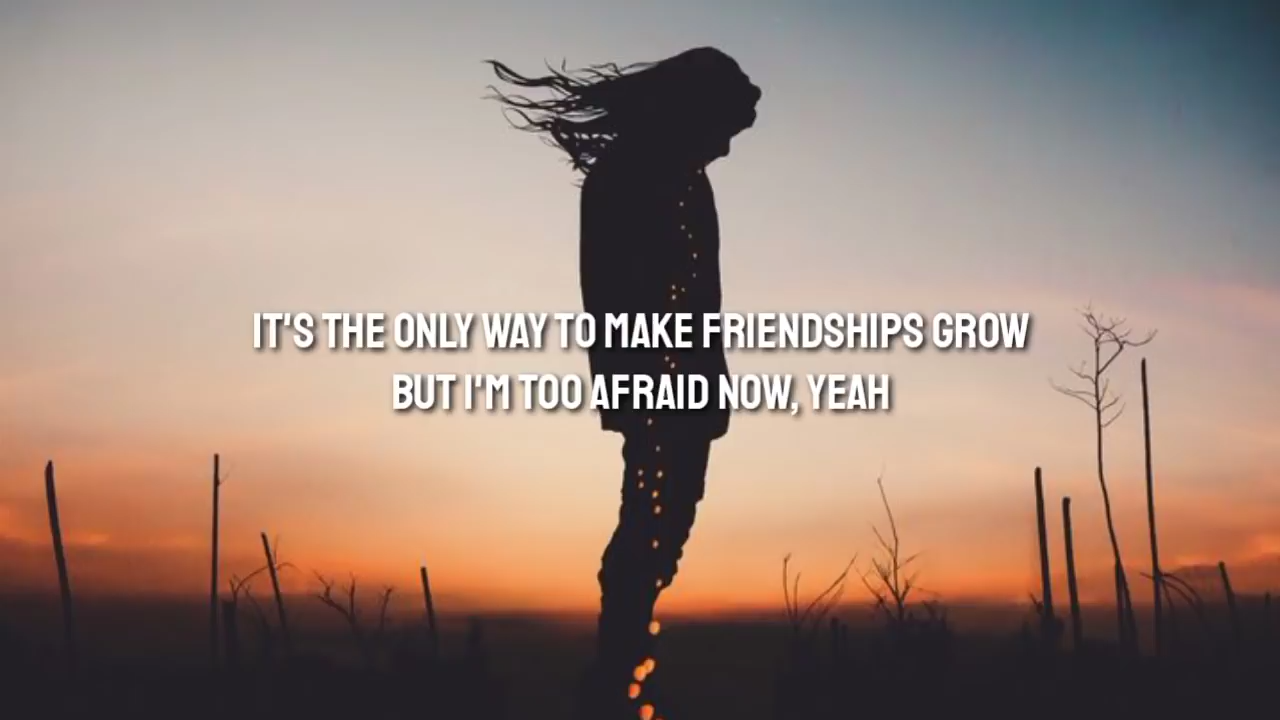 IT'S THE ONLY WAY TO MAKE FRIENDSHIPS GROW
BUT I'M TOO AFRAID NOW, YEAH